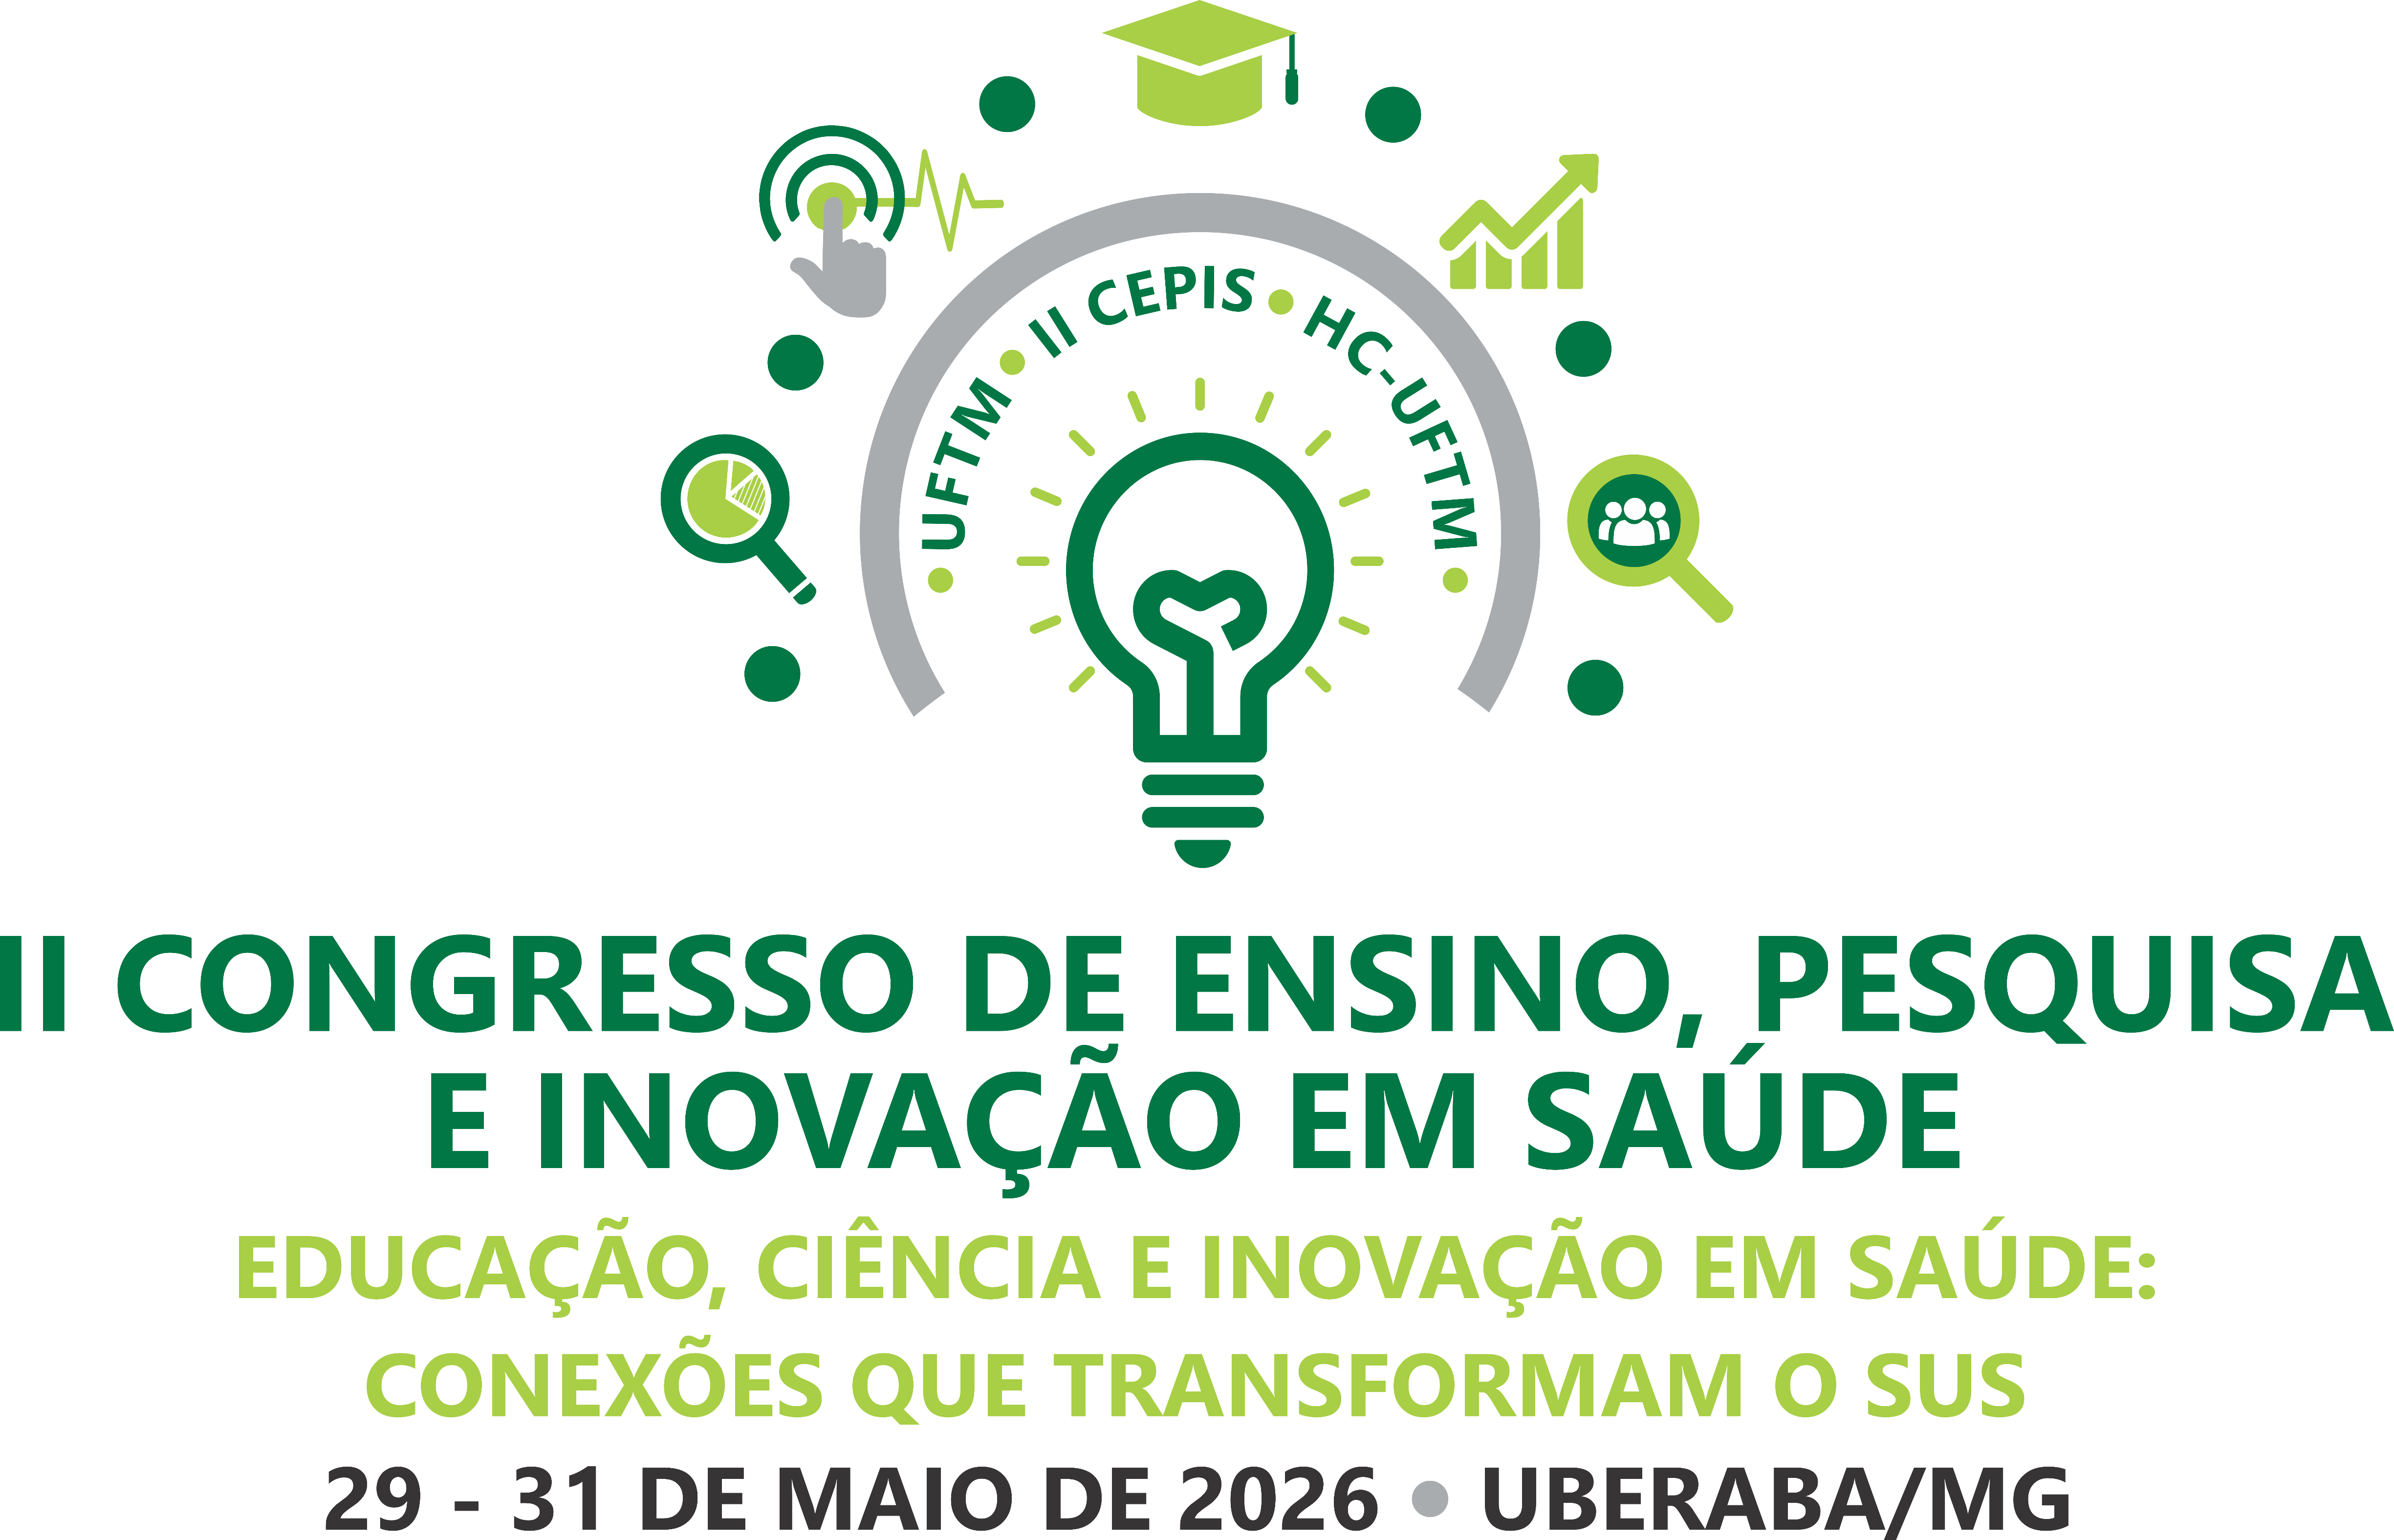 UFTM • II CEPIS • HC-UFTM
II CONGRESSO DE ENSINO, PESQUISA
E INOVAÇÃO EM SAÚDE
EDUCAÇÃO, CIÊNCIA E INOVAÇÃO EM SAÚDE:
CONEXÕES QUE TRANSFORMAM O SUS
29 - 31 DE MAIO DE 2026 • UBERABA/MG